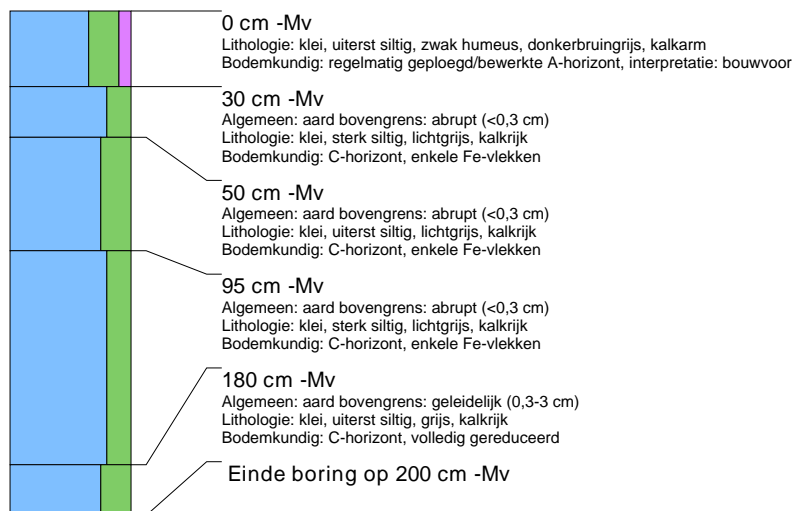 0 cm -Mv
Lithologie: klei, uiterst siltig, zwak humeus, donkerbruingrijs, kalkarm
Bodemkundig: regelmatig geploegd/bewerkte A-horizont, interpretatie: bouwvoor
30 cm -Mv
Algemeen: aard bovengrens: abrupt (<0,3 cm)
Lithologie: klei, sterk siltig, lichtgrijs, kalkrijk
Bodemkundig: C-horizont, enkele Fe-vlekken
50 cm -Mv
Algemeen: aard bovengrens: abrupt (<0,3 cm)
Lithologie: klei, uiterst siltig, lichtgrijs, kalkrijk
Bodemkundig: C-horizont, enkele Fe-vlekken
95 cm -Mv
Algemeen: aard bovengrens: abrupt (<0,3 cm)
Lithologie: klei, sterk siltig, lichtgrijs, kalkrijk
Bodemkundig: C-horizont, enkele Fe-vlekken
180 cm -Mv
Algemeen: aard bovengrens: geleidelijk (0,3-3 cm)
Lithologie: klei, uiterst siltig, grijs, kalkrijk
Bodemkundig: C-horizont, volledig gereduceerd
Einde boring op 200 cm -Mv